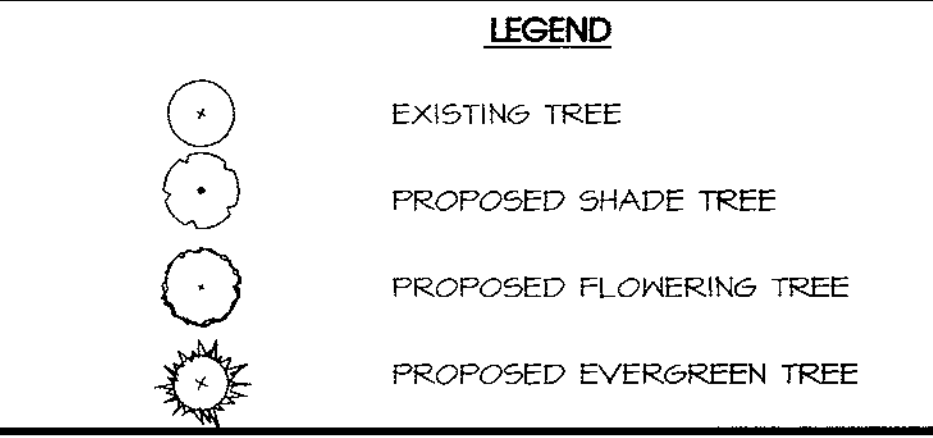 LEGEND
EXISTING TREE
PROPOSED SHADE TREE
PROPOSED FLOWERING TREE
PROPOSED EVERGREEN TREE